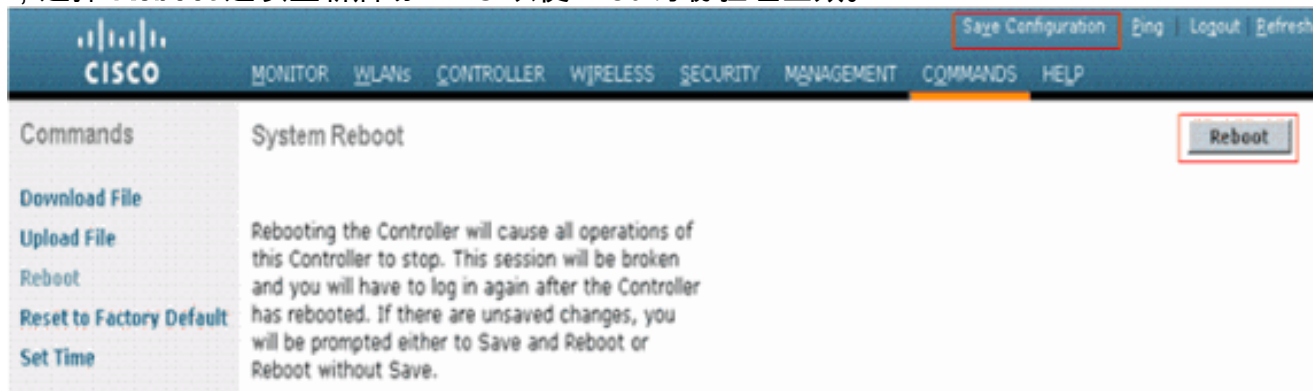 Save Configuration Ping Logout Refresh
CISCO MONITOR WLANs CONTROLLER WIRELESS SECURITY MANAGEMENT COMMANDS HELP
Commands
System Reboot
Reboot
Download File
Upload File
Reboot
Reset to Factory Default
Set Time
Rebooting the Controller will cause all operations of
this Controller to stop. This session will be broken
and you will have to log in again after the Controller
has rebooted. If there are unsaved changes, you
will be prompted either to Save and Reboot or
Reboot without Save.